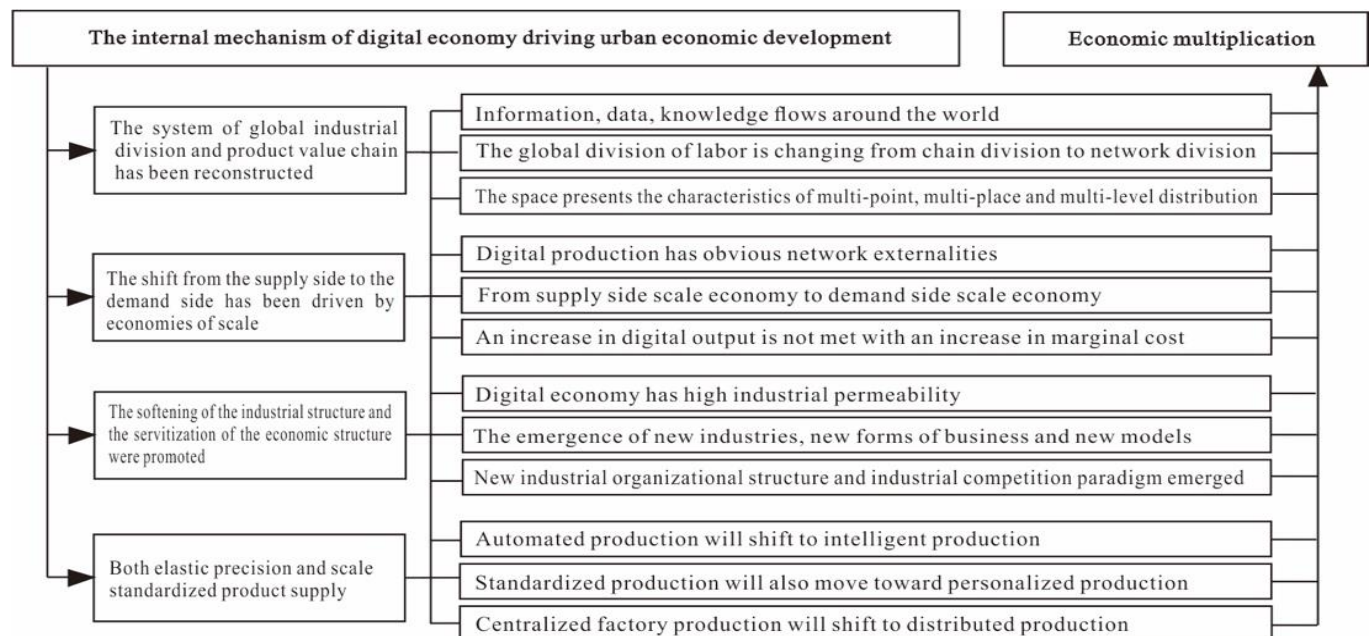 The internal mechanism of digital economy driving urban economic development
Economic multiplication
The system of global industrial
division and product value chain
has been reconstructed
Information, data, knowledge flows around the world
The global division of labor is changing from chain division to network division
The space presents the characteristics of multi-point, multi-place and multi-level distribution
The shift from the supply side to the
demand side has been driven by
economies of scale
Digital production has obvious network externalities
From supply side scale economy to demand side scale economy
An increase in digital output is not met with an increase in marginal cost
The softening of the industrial structure and
the servitization of the economic structure
were promoted
Digital economy has high industrial permeability
The emergence of new industries, new forms of business and new models
New industrial organizational structure and industrial competition paradigm emerged
Both elastic precision and scale
standardized product supply
Automated production will shift to intelligent production
Standardized production will also move toward personalized production
Centralized factory production will shift to distributed production